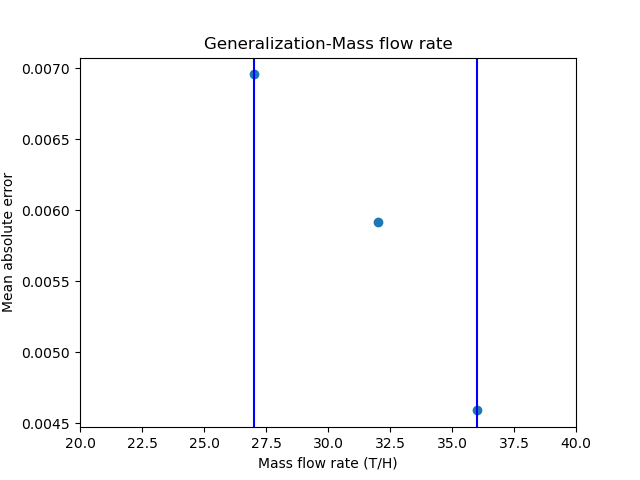 Generalization-Mass flow rate
0.0070
0.0065
0.0060
0.0055
0.0050
0.0045
Mean absolute error
20.0 22.5 25.0 27.5 30.0 32.5 35.0 37.5 40.0
Mass flow rate (T/H)